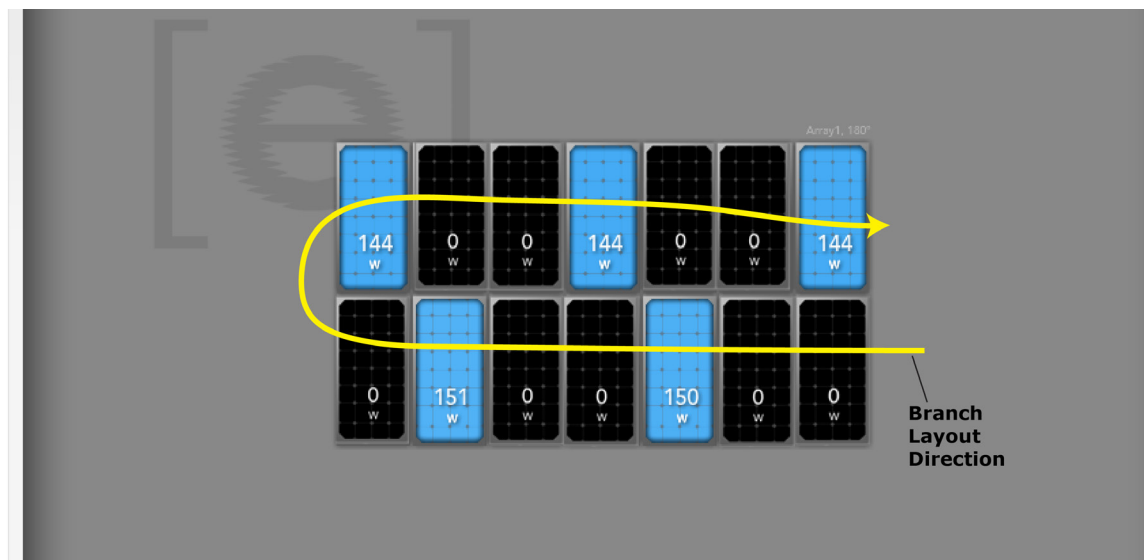 [e]
Array1, 180°
144 0 0 144 0 0 144
W W W W W W W
0 151 0 0 150 0 0
W W W W W W W
Branch
Layout
Direction